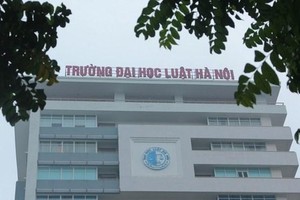 TRƯỜNG ĐẠI HỌC LUẬT HÀ NỘI